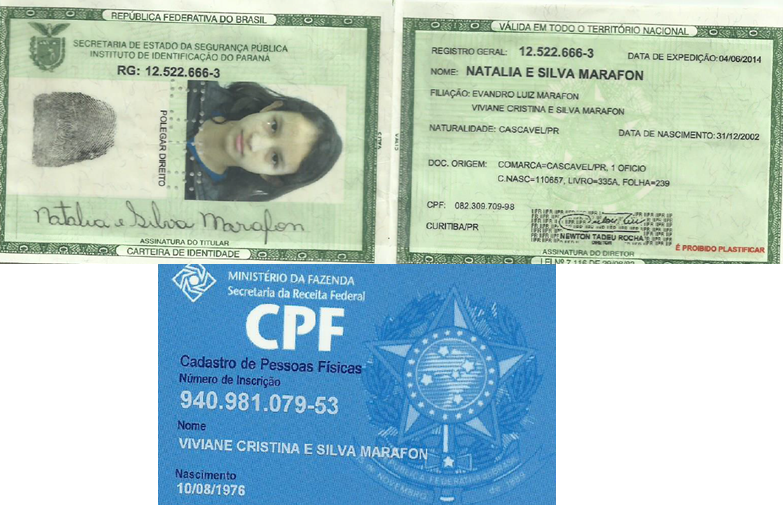 REPÚBLICA FEDERATIVA DO BRASIL
SECRETARIA DE ESTADO DA SEGURANÇA PÚBLICA
INSTITUTO DE IDENTIFICAÇÃO DO PARANÁ
RG: 12.522.666-3
POLEGAR DIREITO
Natalia e Silva Marafon
ASSINATURA DO TITULAR
CARTEIRA DE IDENTIDADE
VÁLIDA EM TODO O TERRITÓRIO NACIONAL
REGISTRO GERAL: 12.522.666-3 DATA DE EXPEDIÇÃO: 04/06/2014
NOME: NATALIA E SILVA MARAFON
FILIAÇÃO: EVANDRO LUIZ MARAFON
VIVIANE CRISTINA E SILVA MARAFON
NATURALIDADE: CASCAVEL/PR DATA DE NASCIMENTO: 31/12/2002
DOC. ORIGEM: COMARCA=CASCAVEL/PR, 1 OFICIO
C.NASC=110657, LIVRO=335A, FOLHA=239
CPF: 082.309.709-98
CURITIBA/PR
NEWTON TADEU ROCHA
DIRETOR
É PROIBIDO PLASTIFICAR
ASSINATURA DO DIRETOR
LEI Nº 7.116 DE 29/08/83
MINISTÉRIO DA FAZENDA
Secretaria da Receita Federal
CPF
Cadastro de Pessoas Físicas
Número de Inscrição
940.981.079-53
Nome
VIVIANE CRISTINA E SILVA MARAFON
Nascimento
10/08/1976